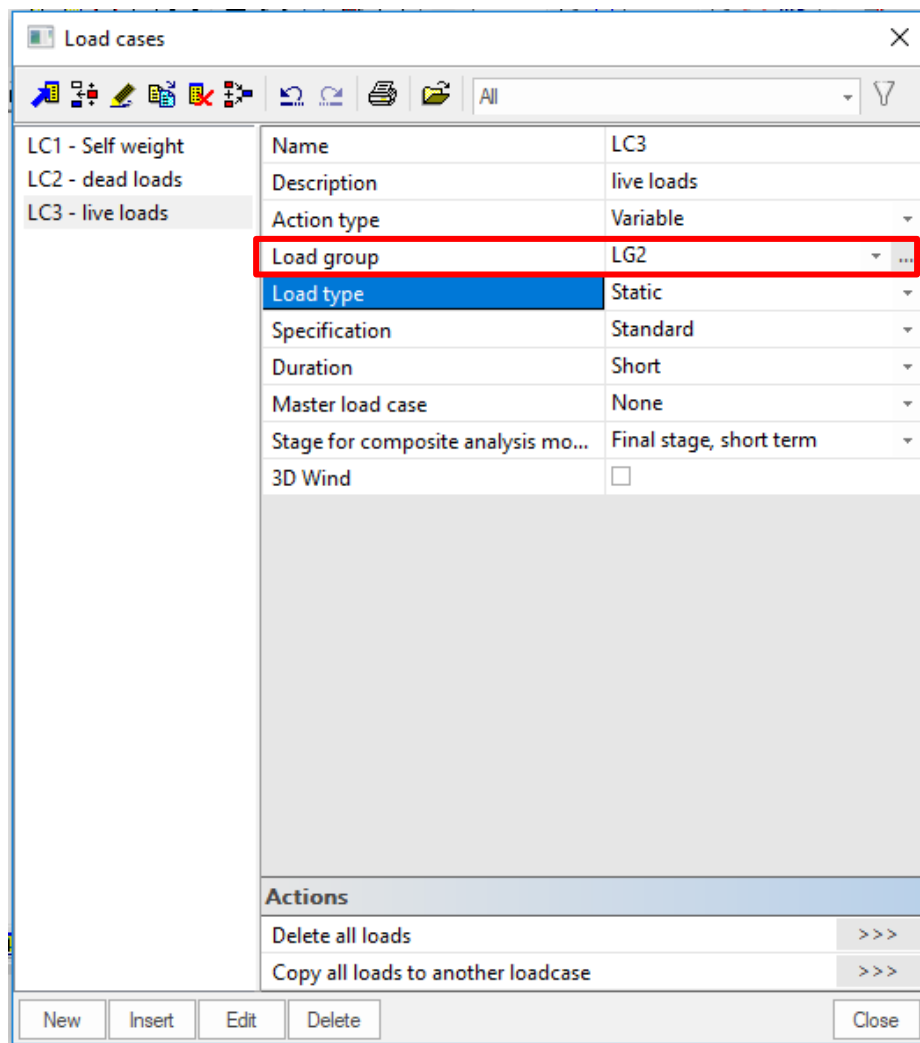 Load cases
All
LC1 - Self weight
LC2 - dead loads
LC3 - live loads
Name LC3
Description live loads
Action type Variable
Load group LG2 ...
Load type Static
Specification Standard
Duration Short
Master load case None
Stage for composite analysis mo... Final stage, short term
3D Wind
Actions
Delete all loads >>>
Copy all loads to another loadcase >>>
New Insert Edit Delete Close